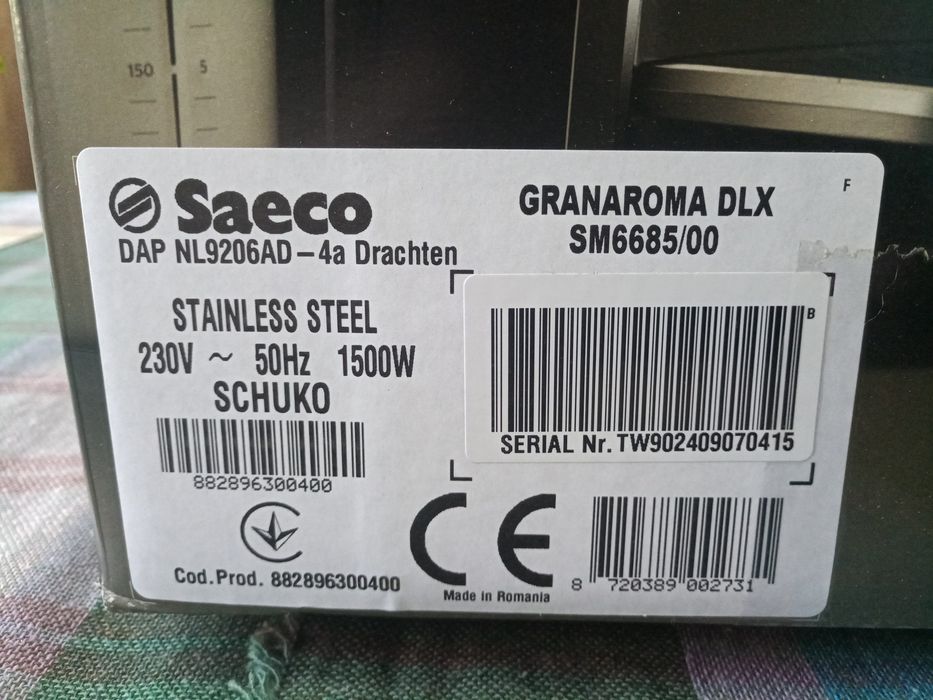 150
5
Saeco
DAP NL9206AD-4a Drachten
GRANAROMA DLX
SM6685/00
F
STAINLESS STEEL
230V ~ 50Hz 1500W
SCHUKO
882896300400
B
SERIAL Nr. TW902409070415
Cod.Prod. 882896300400
CE
Made in Romania
8 720389 002731